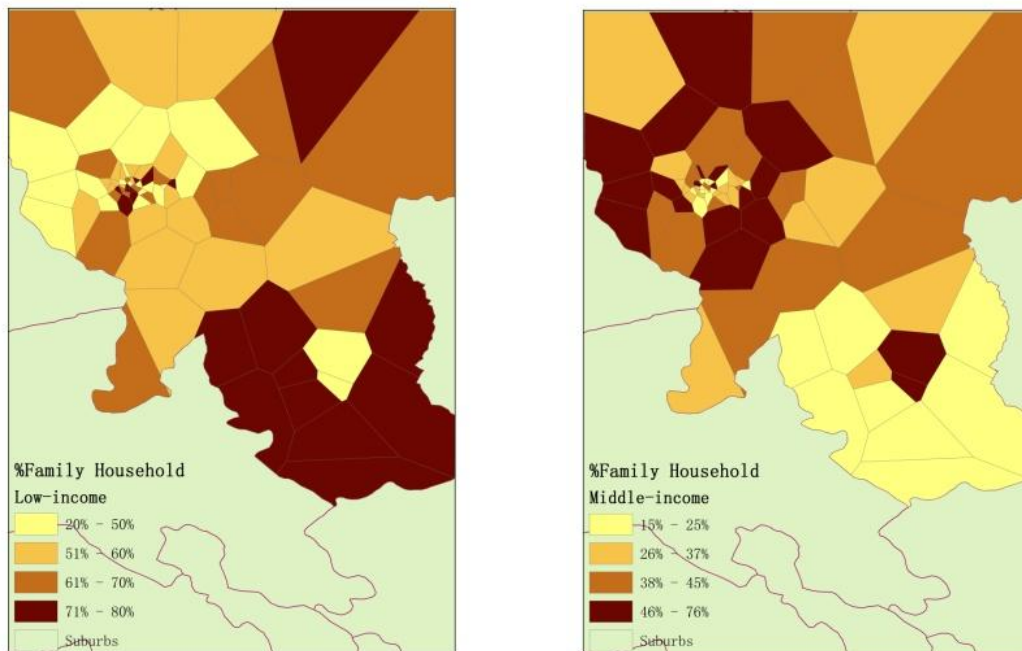 %Family Household
Low-income
20% - 50%
51% - 60%
61% - 70%
71% - 80%
Suburbs
%Family Household
Middle-income
15% - 25%
26% - 37%
38% - 45%
46% - 76%
Suburbs